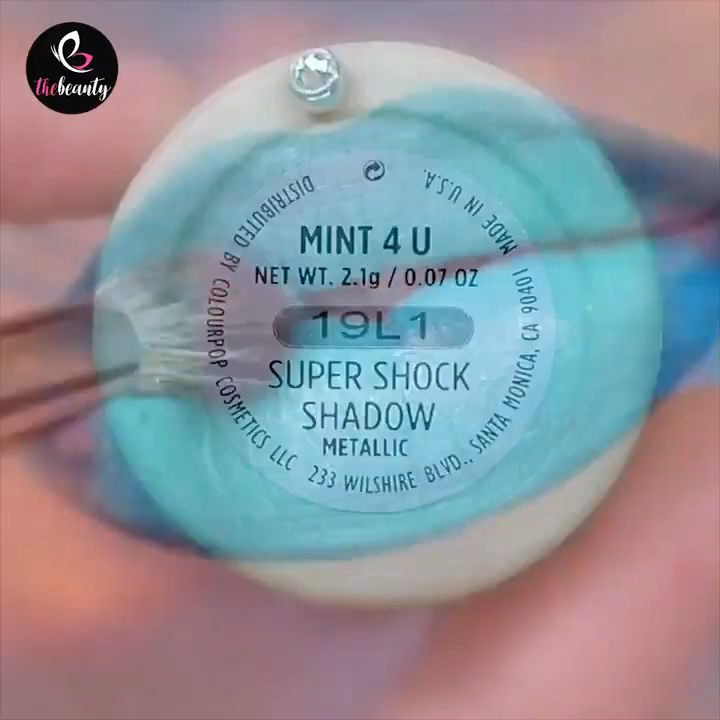 thebeauty
MINT 4 U
NET WT. 2.1g / 0.07 OZ
19L1
SUPER SHOCK
SHADOW
METALLIC
DISTRIBUTED BY COLOURPOP COSMETICS LLC 233 WILSHIRE BLVD., SANTA MONICA, CA 90401 MADE IN U.S.A.